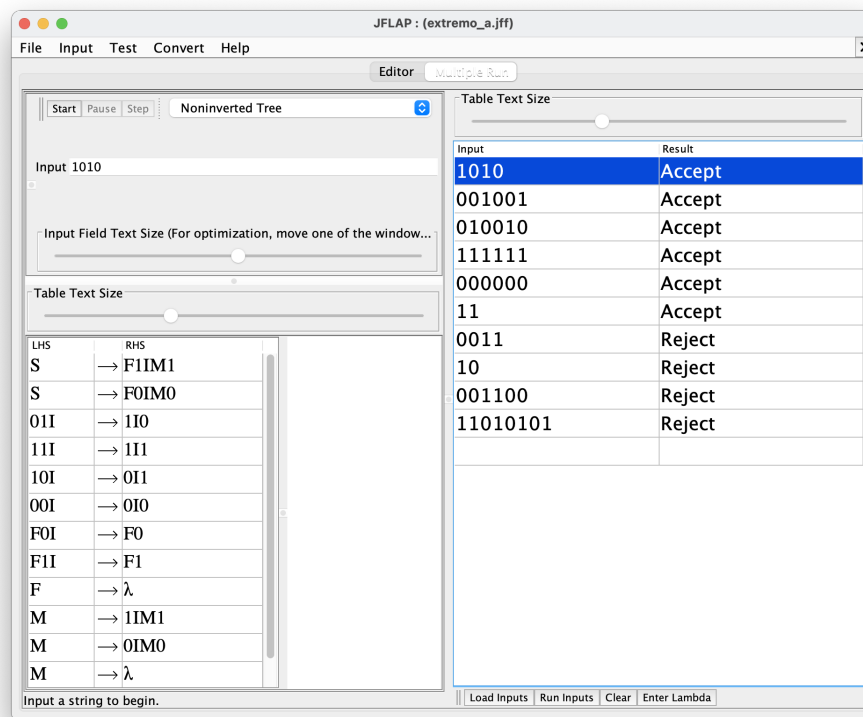 JFLAP : (extremo_a.jff)
File Input Test Convert Help
Editor Multiple Run
Start Pause Step Noninverted Tree
Input 1010
Input Field Text Size (For optimization, move one of the window...
Table Text Size
LHS RHS
S → F1IM1
S → F0IM0
01I → 1I0
11I → 1I1
10I → 0I1
00I → 0I0
F0I → F0
F1I → F1
F → λ
M → 1IM1
M → 0IM0
M → λ
Table Text Size
Input Result
1010 Accept
001001 Accept
010010 Accept
111111 Accept
000000 Accept
11 Accept
0011 Reject
10 Reject
001100 Reject
11010101 Reject
Load Inputs Run Inputs Clear Enter Lambda
Input a string to begin.